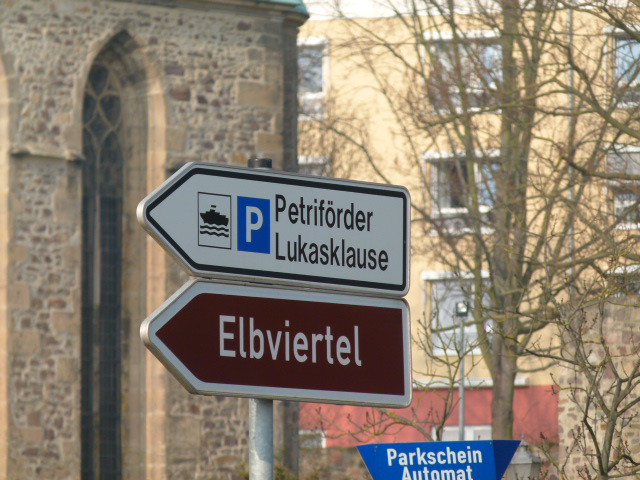 P
Petriförder
Lukasklause
Elbviertel
Parkschein
Automat